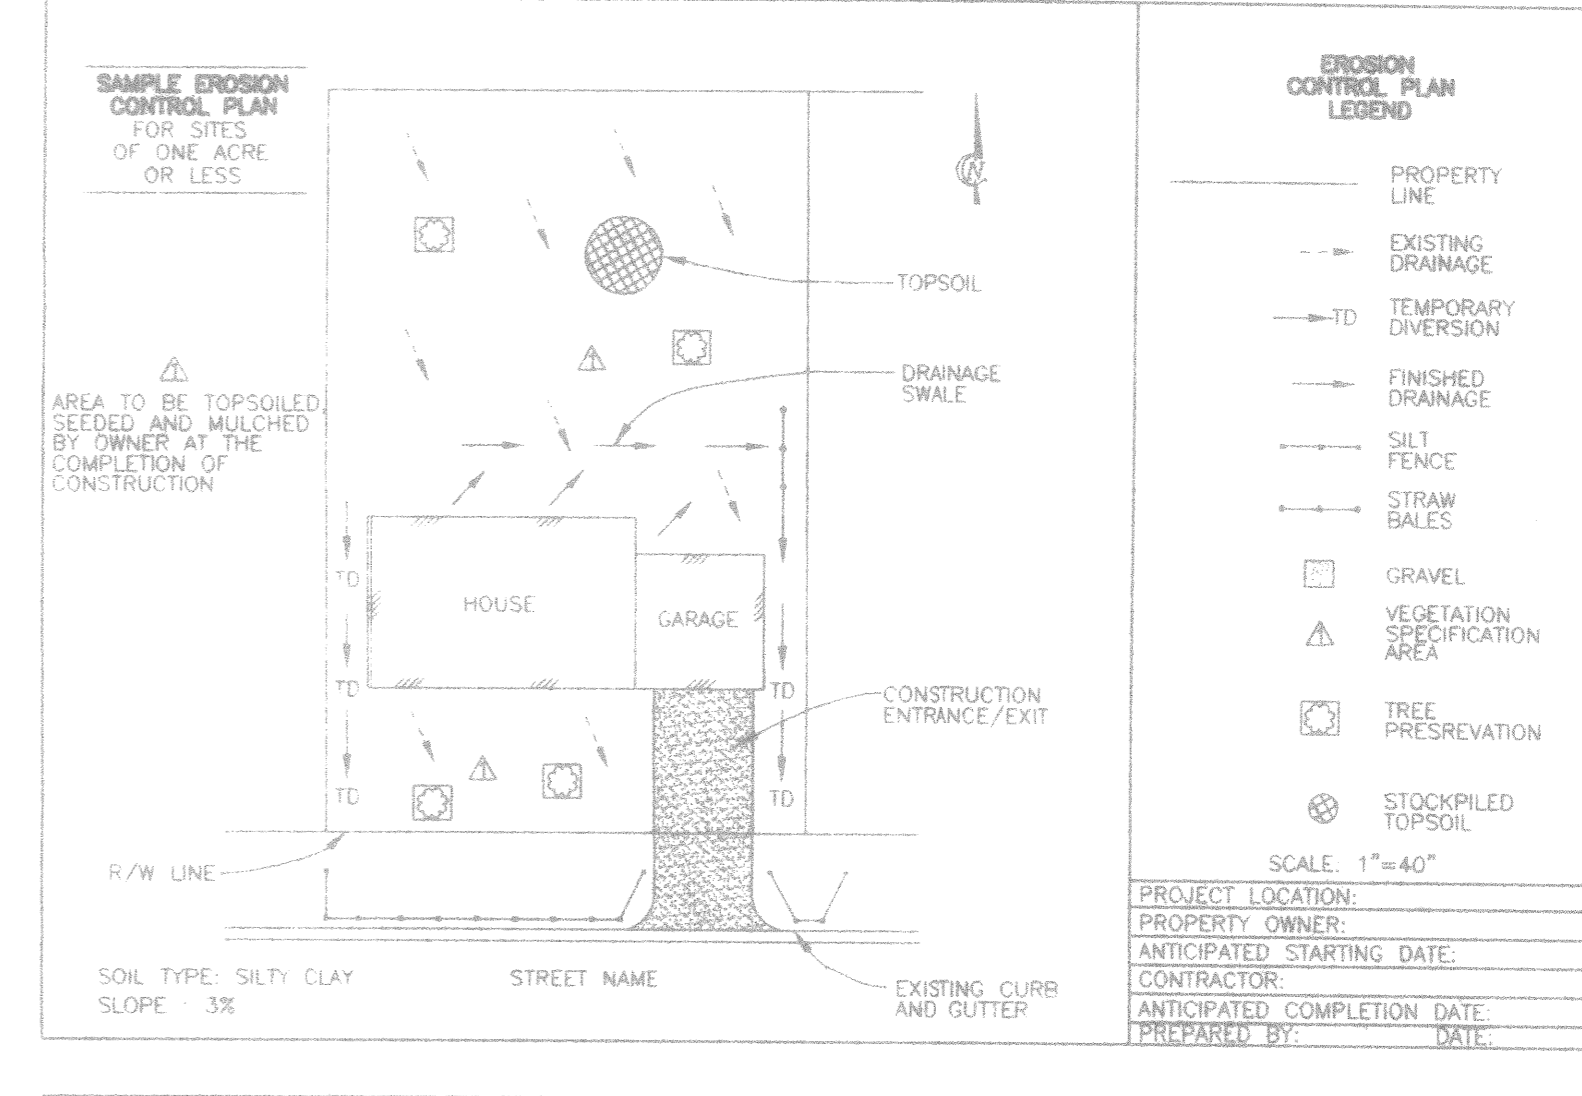 SAMPLE EROSION
CONTROL PLAN
FOR SITES
OF ONE ACRE
OR LESS
N
TOPSOIL
DRAINAGE
SWALE
AREA TO BE TOPSOILED,
SEEDED AND MULCHED
BY OWNER AT THE
COMPLETION OF
CONSTRUCTION
TD
HOUSE
GARAGE
TD
TD
CONSTRUCTION
ENTRANCE/EXIT
TD
TD
R/W LINE
SOIL TYPE: SILTY CLAY
SLOPE : 3%
STREET NAME
EXISTING CURB
AND GUTTER
EROSION
CONTROL PLAN
LEGEND
PROPERTY
LINE
EXISTING
DRAINAGE
TD
TEMPORARY
DIVERSION
FINISHED
DRAINAGE
SILT
FENCE
STRAW
BALES
GRAVEL
VEGETATION
SPECIFICATION
AREA
TREE
PRESREVATION
STOCKPILED
TOPSOIL
SCALE: 1"=40"
PROJECT LOCATION:
PROPERTY OWNER:
ANTICIPATED STARTING DATE:
CONTRACTOR:
ANTICIPATED COMPLETION DATE:
PREPARED BY: DATE: